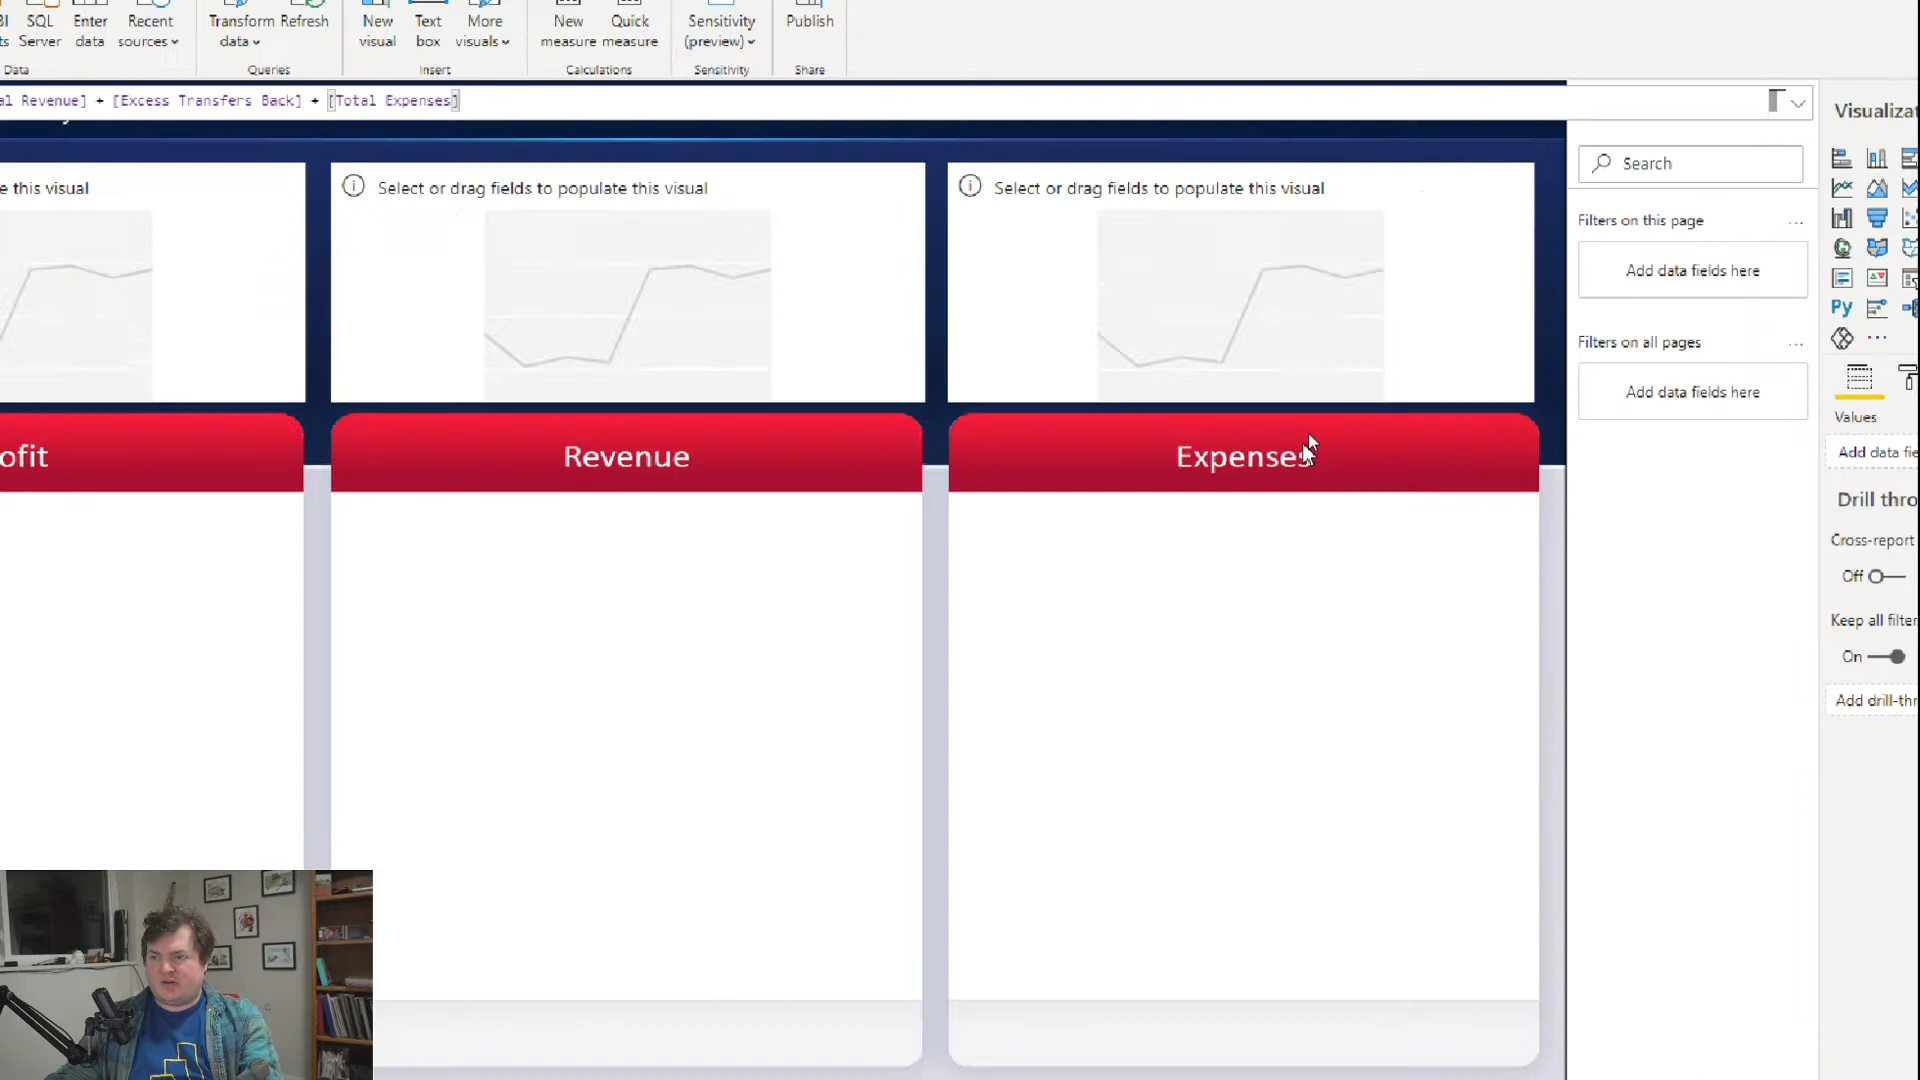 BI SQL Enter Recent Transform Refresh New Text More New Quick Sensitivity Publish
ts Server data sources data visual box visuals measure measure (preview)
Data Queries Insert Calculations Sensitivity Share
al Revenue] + [Excess Transfers Back] + [Total Expenses]
e this visual
Select or drag fields to populate this visual
Select or drag fields to populate this visual
ofit
Revenue
Expenses
Search
Filters on this page ...
Add data fields here
Filters on all pages ...
Add data fields here
Visualizat
Py
...
Values
Add data fie
Drill thro
Cross-report
Off
Keep all filter
On
Add drill-thr